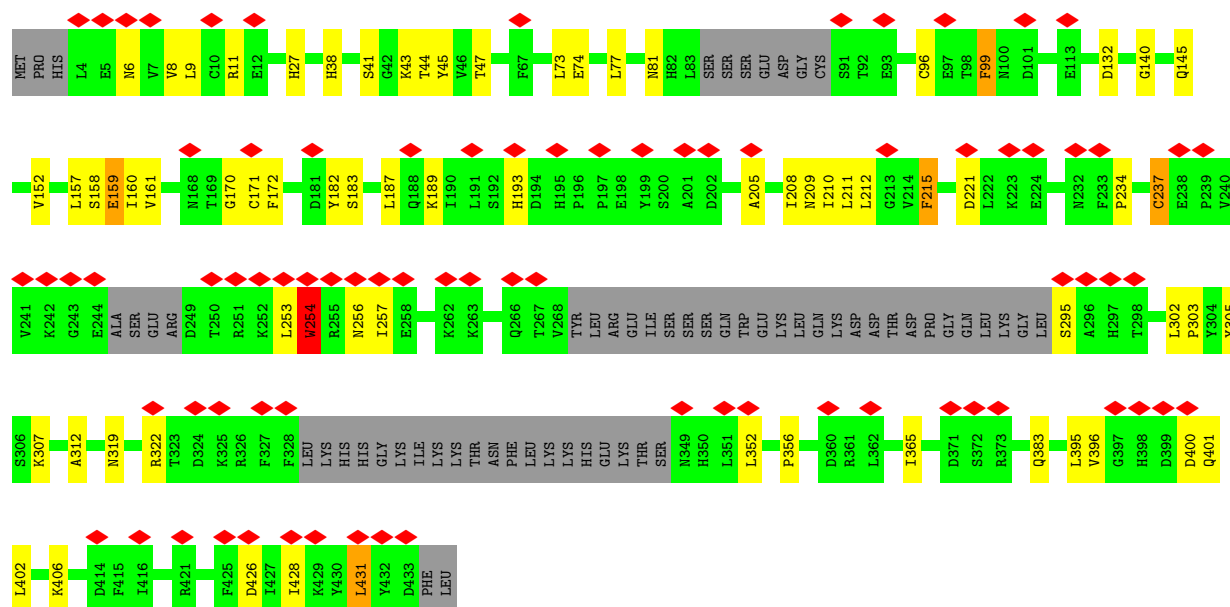 MET PRO HIS L4 E5 N6 V7 V8 L9 C10 R11 E12 H27 H38 S41 G42 K43 T44 Y45 V46 T47 F67 L73 E74 L77 N81 H82 L83 SER SER SER GLU ASP GLY CYS S91 T92 E93 C96 E97 T98 F99 N100 D101 E113 D132 G140 Q145
V152 L157 S158 E159 I160 V161 N168 T169 G170 C171 F172 D181 Y182 S183 L187 Q188 K189 I190 L191 S192 H193 D194 H195 P196 P197 E198 Y199 S200 A201 D202 A205 I208 N209 I210 L211 L212 G213 V214 F215 D221 L222 K223 E224 N232 F233 P234 C237 E238 P239 V240
V241 K242 G243 E244 ALA SER GLU ARG D249 T250 R251 K252 L253 W254 R255 N256 I257 E258 K262 K263 Q266 T267 V268 TYR LEU ARG GLU ILE SER SER SER GLN TRP GLU LYS LEU GLN LYS ASP ASP THR ASP PRO GLY GLN LEU LYS GLY LEU S295 A296 H297 T298 L302 P303 Y304
S306 K307 A312 N319 R322 T323 D324 K325 R326 F327 F328 LEU LYS HIS HIS GLY LYS ILE LYS LYS THR ASN PHE LEU LYS LYS HIS GLU LYS THR SER N349 H350 L351 L352 P356 D360 R361 L362 I365 D371 S372 R373 Q383 L395 V396 G397 H398 D399 D400 Q401
L402 K406 D414 F415 I416 R421 F425 D426 I427 I428 K429 Y430 L431 Y432 D433 PHE LEU